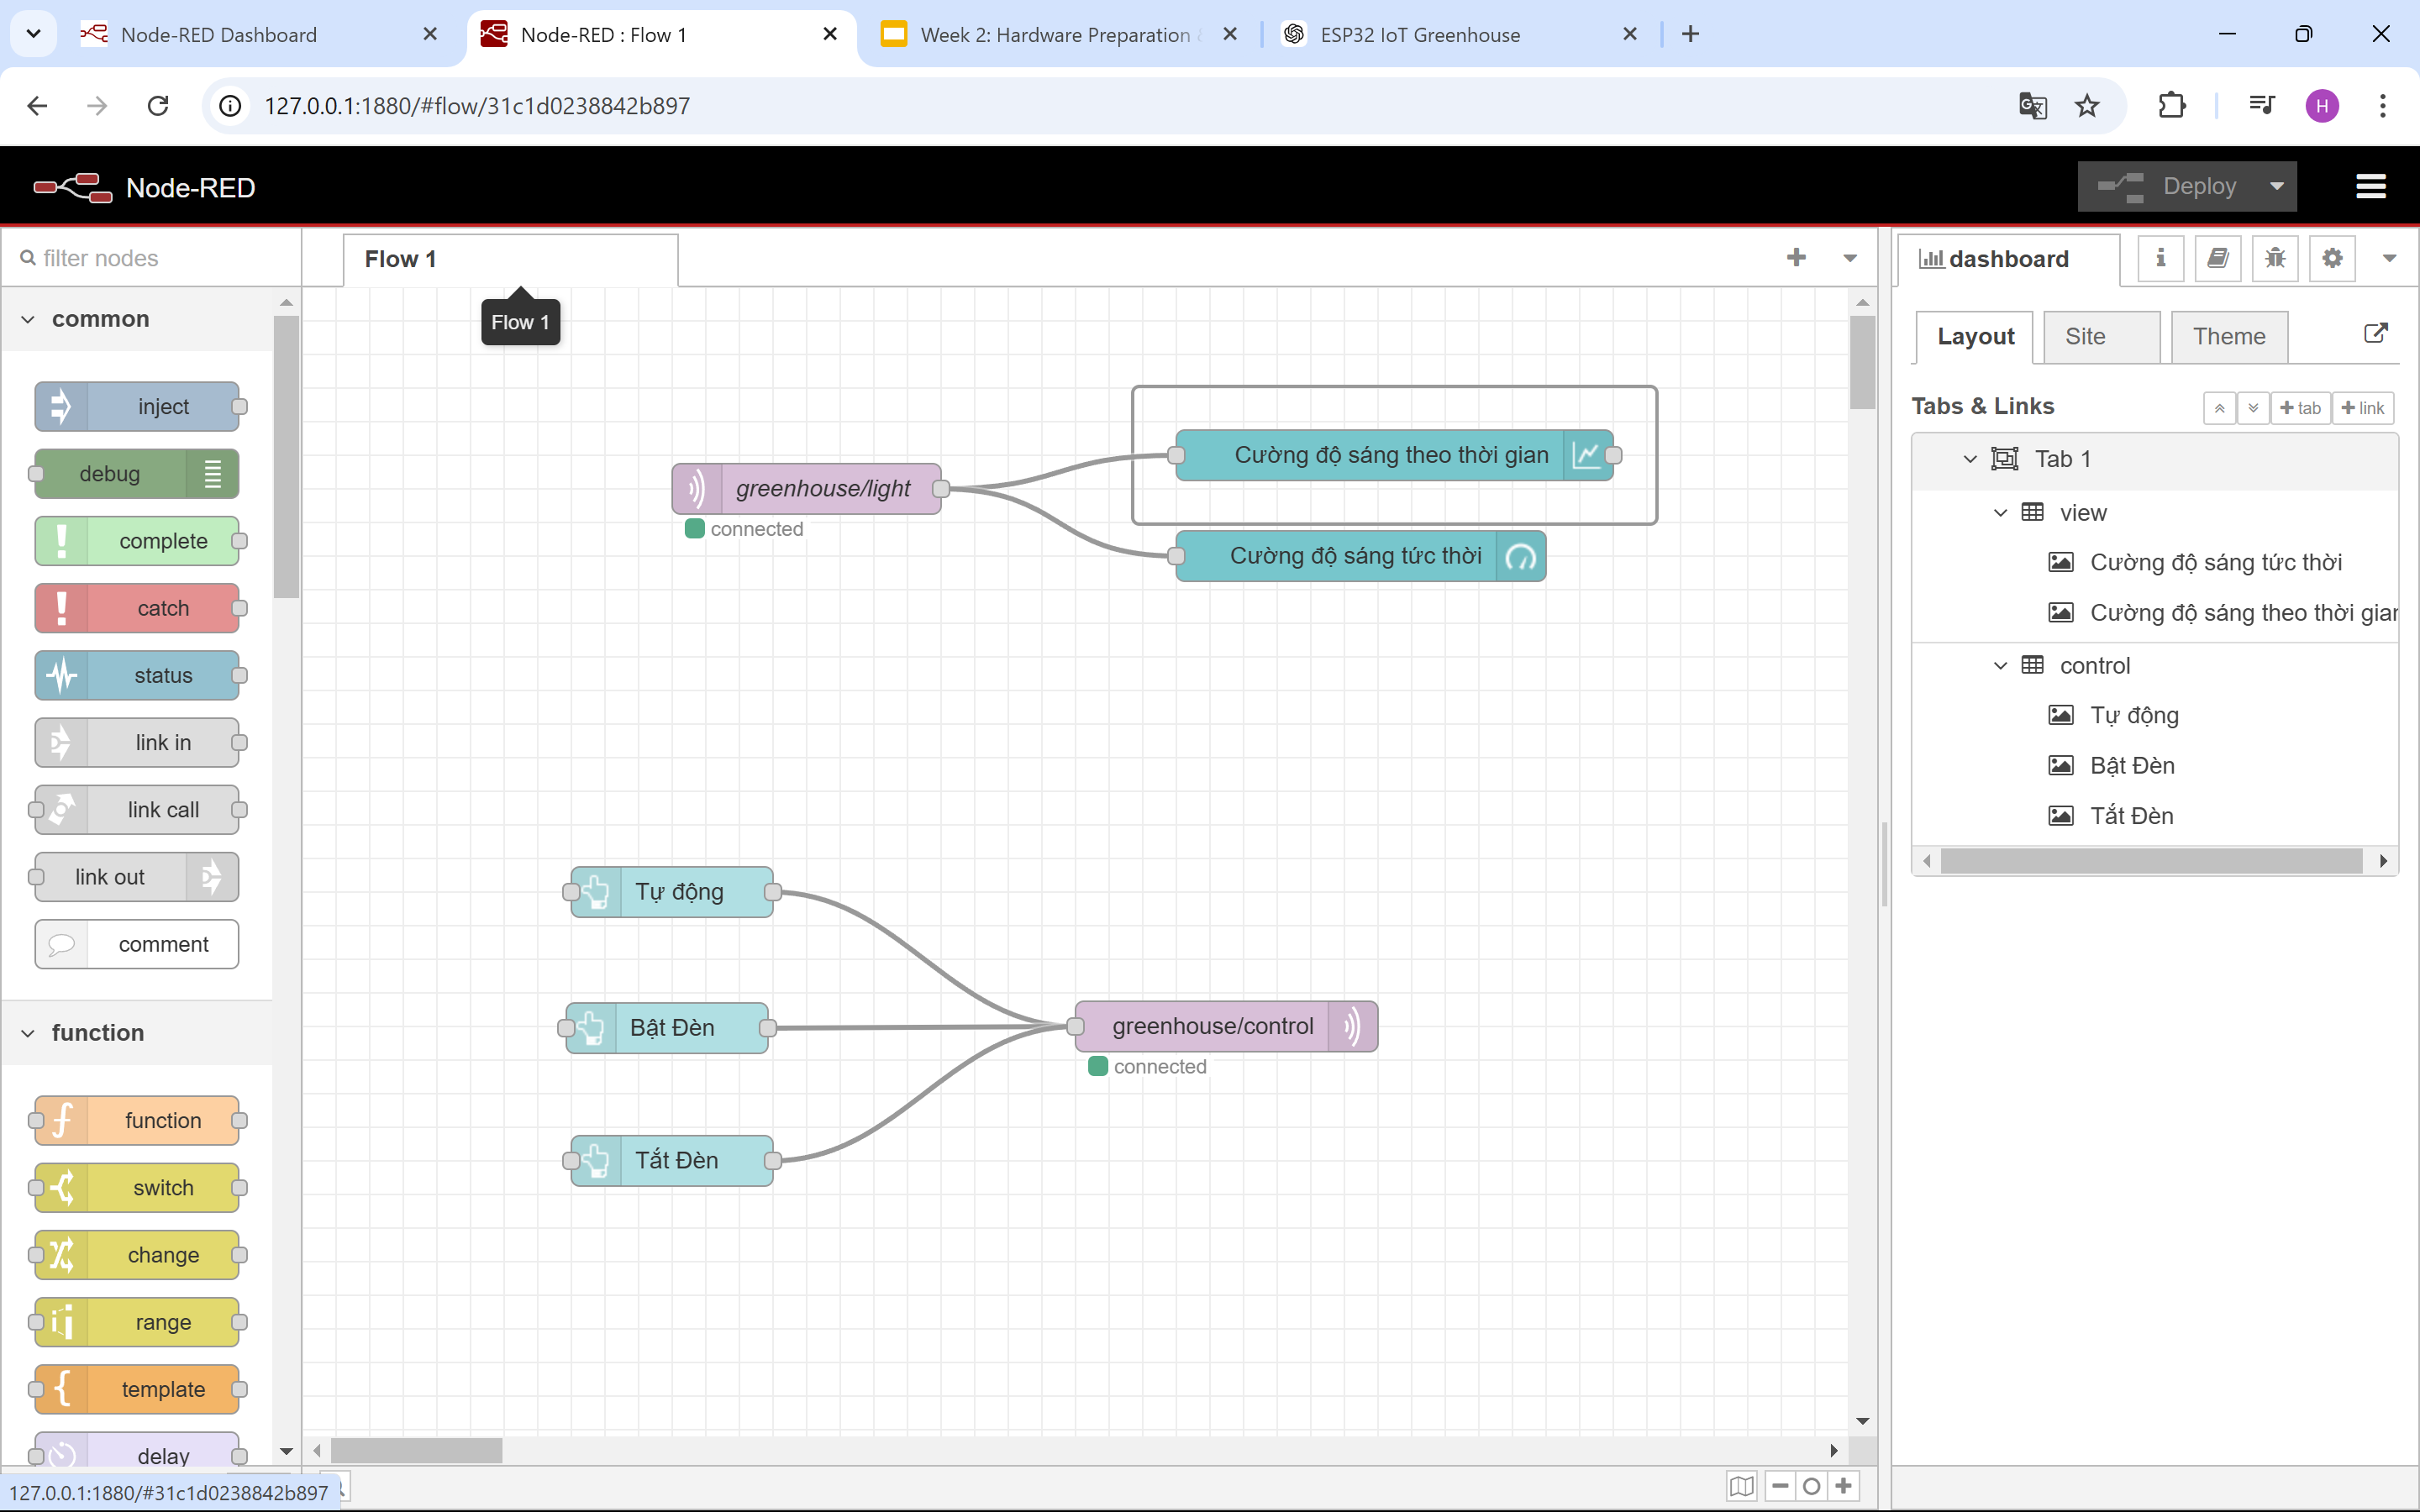 Node-RED Dashboard
Node-RED : Flow 1
Week 2: Hardware Preparation
ESP32 IoT Greenhouse
127.0.0.1:1880/#flow/31c1d0238842b897
H
Node-RED
Deploy
filter nodes
Flow 1
dashboard
Flow 1
common
inject
debug
complete
catch
status
link in
link call
link out
comment
function
function
switch
change
range
template
delay
greenhouse/light
connected
Cường độ sáng theo thời gian
Cường độ sáng tức thời
Tự động
Bật Đèn
Tắt Đèn
greenhouse/control
connected
Layout
Site
Theme
Tabs & Links
tab
link
Tab 1
view
Cường độ sáng tức thời
Cường độ sáng theo thời gian
control
Tự động
Bật Đèn
Tắt Đèn
127.0.0.1:1880/#31c1d0238842b897